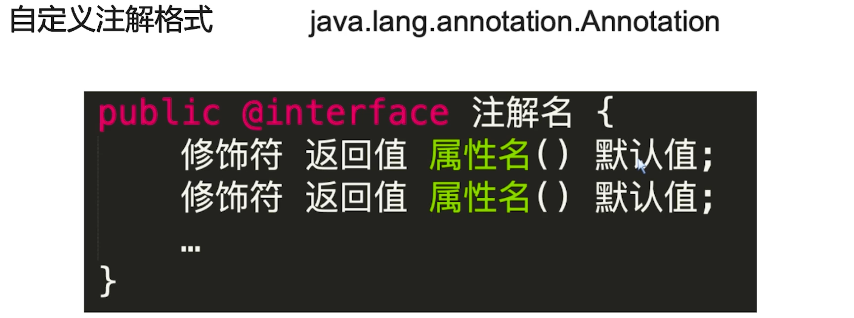 自定义注解格式 java.lang.annotation.Annotation
public @interface 注解名 {
修饰符 返回值 属性名() 默认值;
修饰符 返回值 属性名() 默认值;
…
}